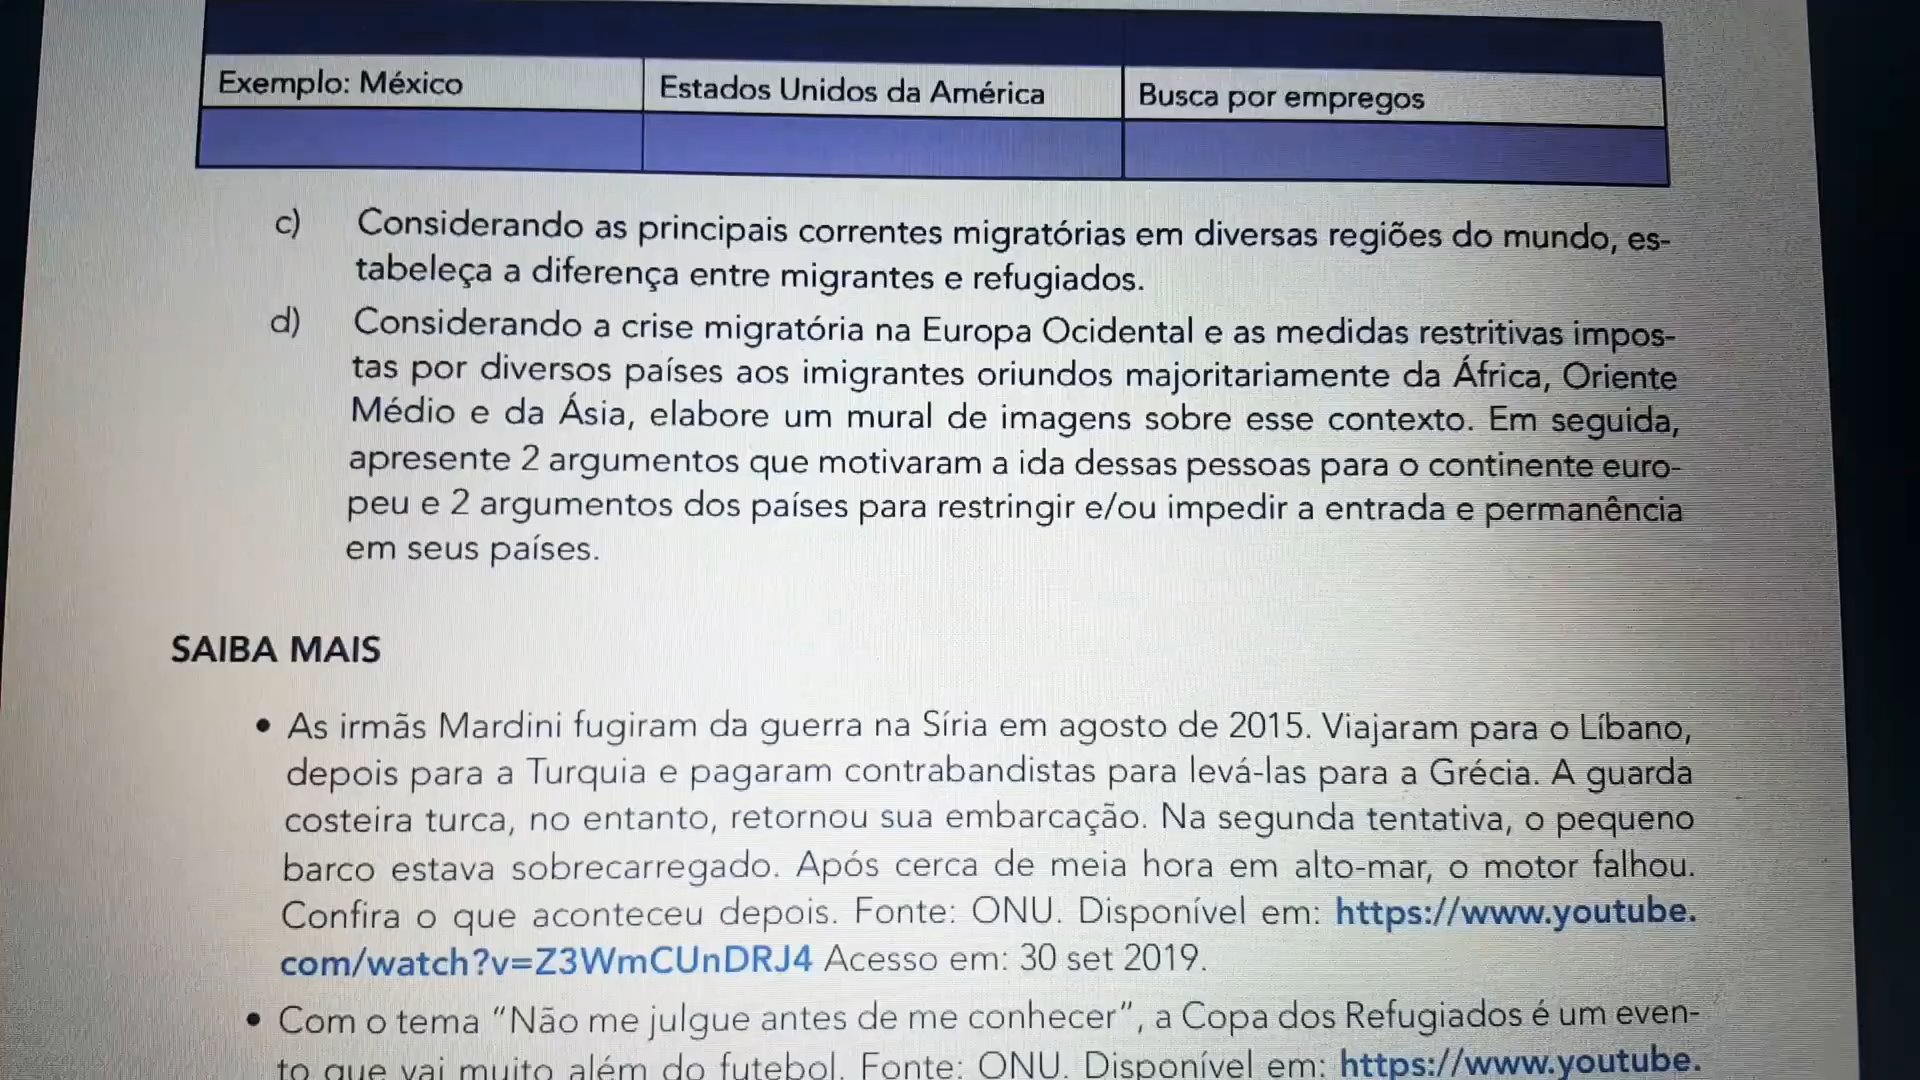 Exemplo: México
Estados Unidos da América
Busca por empregos
c) Considerando as principais correntes migratórias em diversas regiões do mundo, es-
tabeleça a diferença entre migrantes e refugiados.
d) Considerando a crise migratória na Europa Ocidental e as medidas restritivas impos-
tas por diversos países aos imigrantes oriundos majoritariamente da África, Oriente
Médio e da Ásia, elabore um mural de imagens sobre esse contexto. Em seguida,
apresente 2 argumentos que motivaram a ida dessas pessoas para o continente euro-
peu e 2 argumentos dos países para restringir e/ou impedir a entrada e permanência
em seus países.
SAIBA MAIS
• As irmãs Mardini fugiram da guerra na Síria em agosto de 2015. Viajaram para o Líbano,
depois para a Turquia e pagaram contrabandistas para levá-las para a Grécia. A guarda
costeira turca, no entanto, retornou sua embarcação. Na segunda tentativa, o pequeno
barco estava sobrecarregado. Após cerca de meia hora em alto-mar, o motor falhou.
Confira o que aconteceu depois. Fonte: ONU. Disponível em: https://www.youtube.
com/watch?v=Z3WmCUnDRJ4 Acesso em: 30 set 2019.
• Com o tema “Não me julgue antes de me conhecer”, a Copa dos Refugiados é um even-
to que vai muito além do futebol. Fonte: ONU. Disponível em: https://www.youtube.